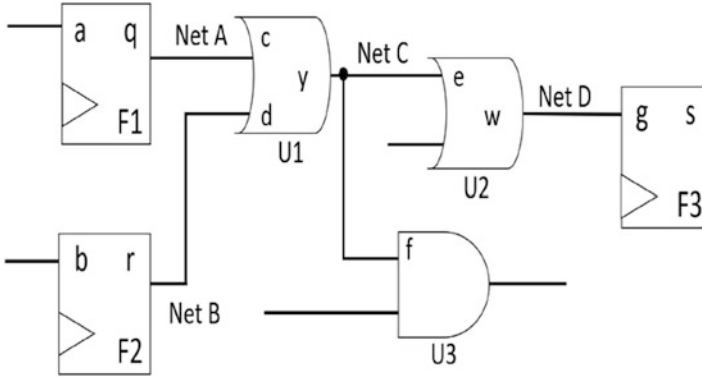 a q Net A c Net C e
y Net D g s
F1 d w
U1 U2 F3
b r f
Net B
F2 U3